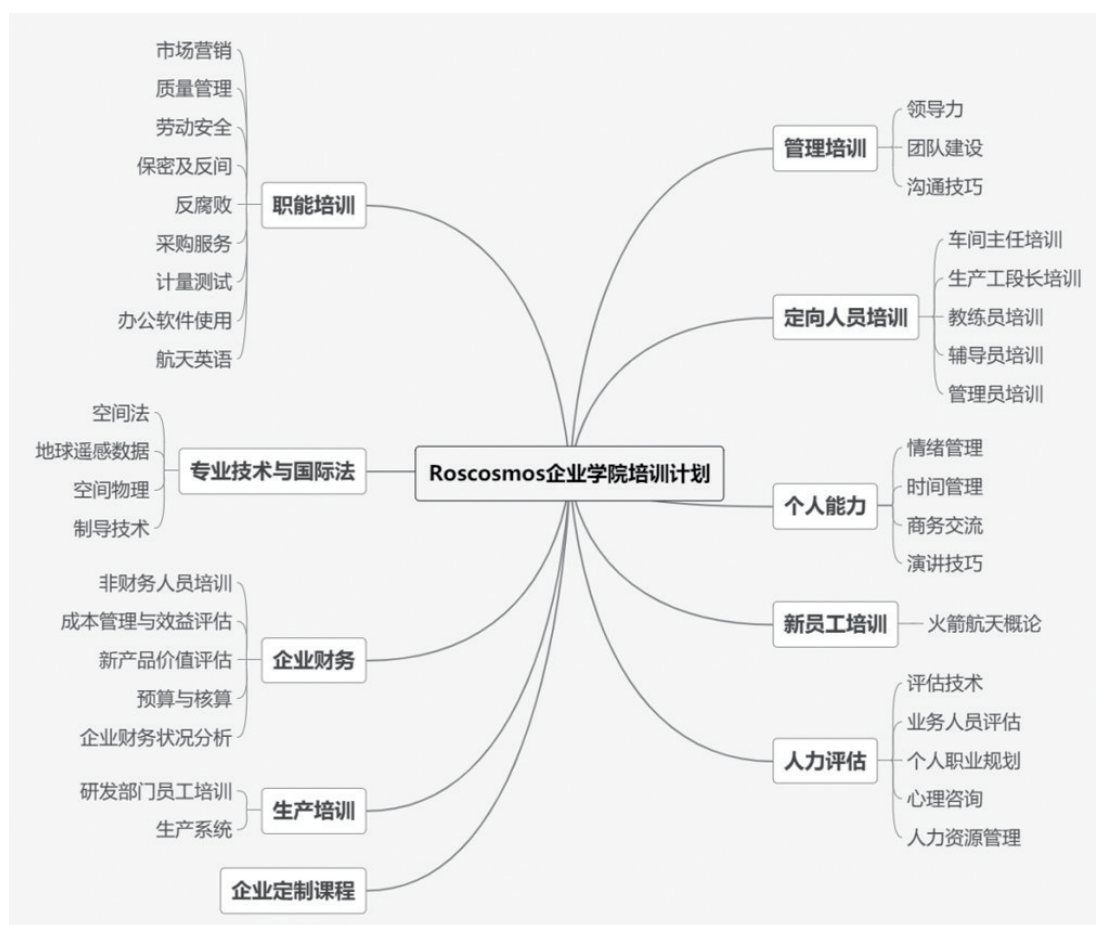 Roscosmos企业学院培训计划
职能培训
市场营销
质量管理
劳动安全
保密及反间
反腐败
采购服务
计量测试
办公软件使用
航天英语
专业技术与国际法
空间法
地球遥感数据
空间物理
制导技术
企业财务
非财务人员培训
成本管理与效益评估
新产品价值评估
预算与核算
企业财务状况分析
生产培训
研发部门员工培训
生产系统
企业定制课程
管理培训
领导力
团队建设
沟通技巧
定向人员培训
车间主任培训
生产工段长培训
教练员培训
辅导员培训
管理员培训
个人能力
情绪管理
时间管理
商务交流
演讲技巧
新员工培训
火箭航天概论
人力评估
评估技术
业务人员评估
个人职业规划
心理咨询
人力资源管理